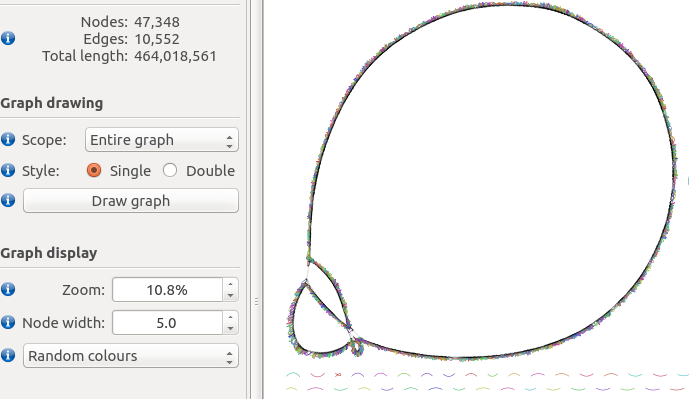 Nodes: 47,348
Edges: 10,552
Total length: 464,018,561
Graph drawing
Scope: Entire graph
Style: Single Double
Draw graph
Graph display
Zoom: 10.8%
Node width: 5.0
Random colours